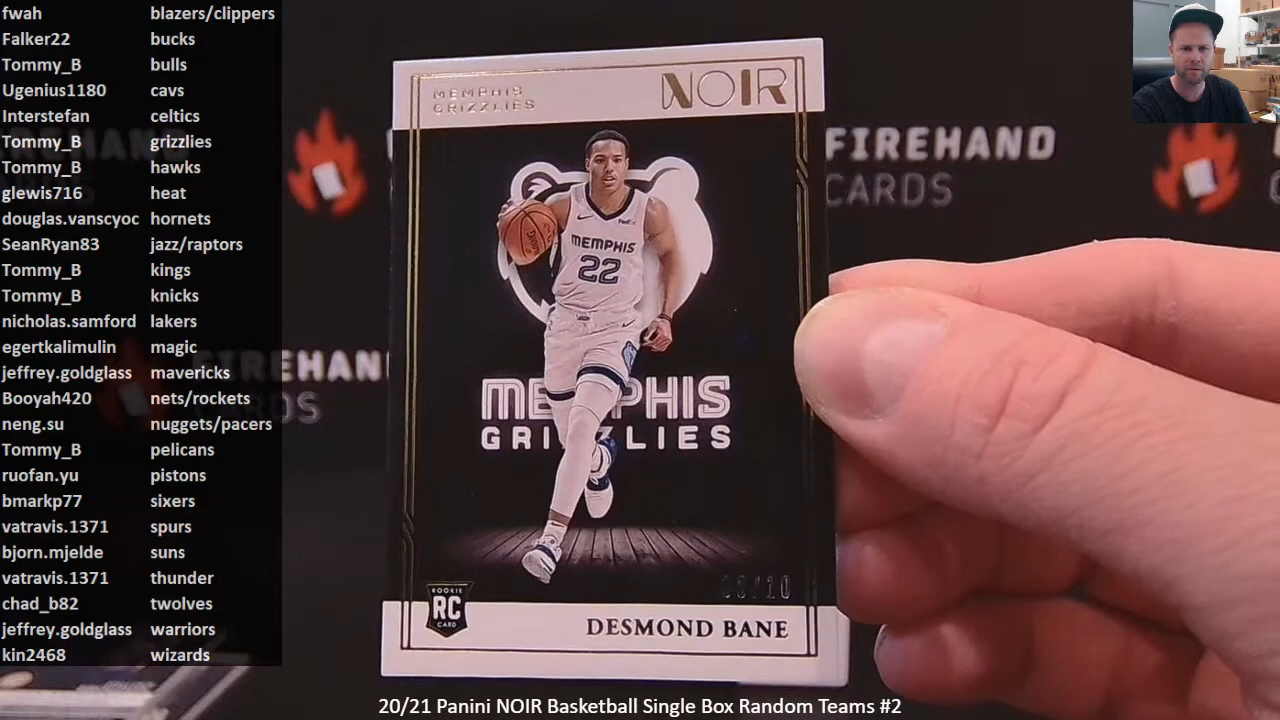 fwah blazers/clippers
Falker22 bucks
Tommy_B bulls
Ugenius1180 cavs
Interstefan celtics
Tommy_B grizzlies
Tommy_B hawks
glewis716 heat
douglas.vanscyoc hornets
SeanRyan83 jazz/raptors
Tommy_B kings
Tommy_B knicks
nicholas.samford lakers
egertkalimulin magic
jeffrey.goldglass mavericks
Booyah420 nets/rockets
neng.su nuggets/pacers
Tommy_B pelicans
ruofan.yu pistons
bmarkp77 sixers
vatravis.1371 spurs
bjorn.mjelde suns
vatravis.1371 thunder
chad_b82 twolves
jeffrey.goldglass warriors
kin2468 wizards
MEMPHIS
GRIZZLIES
NOIR
MEMPHIS
22
MEMPHIS
GRIZZLIES
ROOKIE
RC
CARD
DESMOND BANE
FIREHAND
CARDS
FIREHAND
CARDS
20/21 Panini NOIR Basketball Single Box Random Teams #2